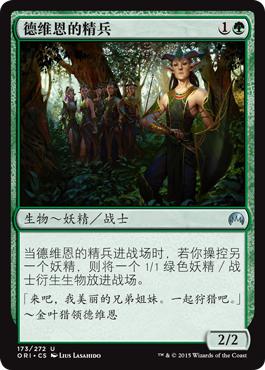 德维恩的精兵 1
生物～妖精／战士
当德维恩的精兵进战场时，若你操控另
一个妖精，则将一个 1/1 绿色妖精／战
士衍生生物放进战场。
「来吧，我美丽的兄弟姐妹。一起狩猎吧。」
～金叶猎领德维恩
2/2
173/272 U
ORI • CS LIUS LASAHIDO
™ & © 2015 Wizards of the Coast